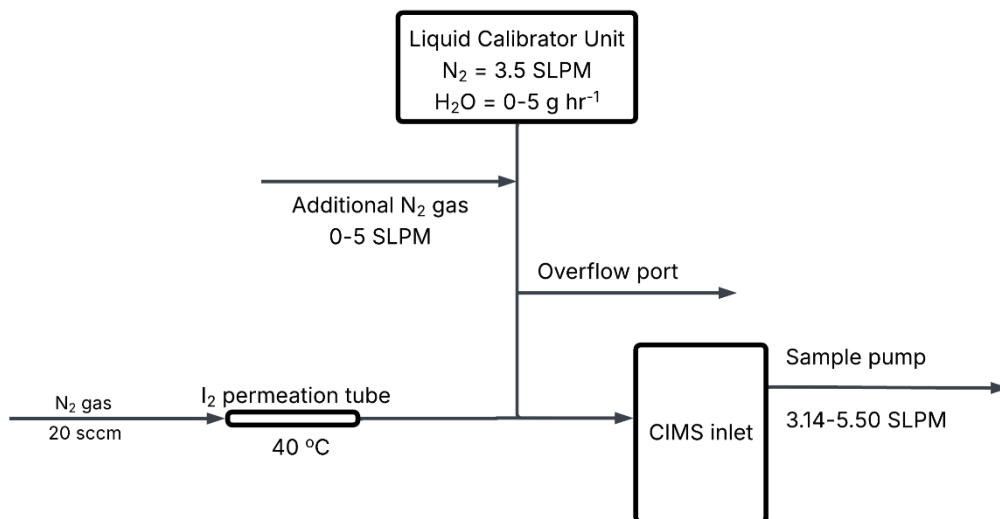 Liquid Calibrator Unit
N₂ = 3.5 SLPM
H₂O = 0-5 g hr⁻¹
Additional N₂ gas
0-5 SLPM
Overflow port
Sample pump
3.14-5.50 SLPM
N₂ gas
20 sccm
I₂ permeation tube
40 ºC
CIMS inlet